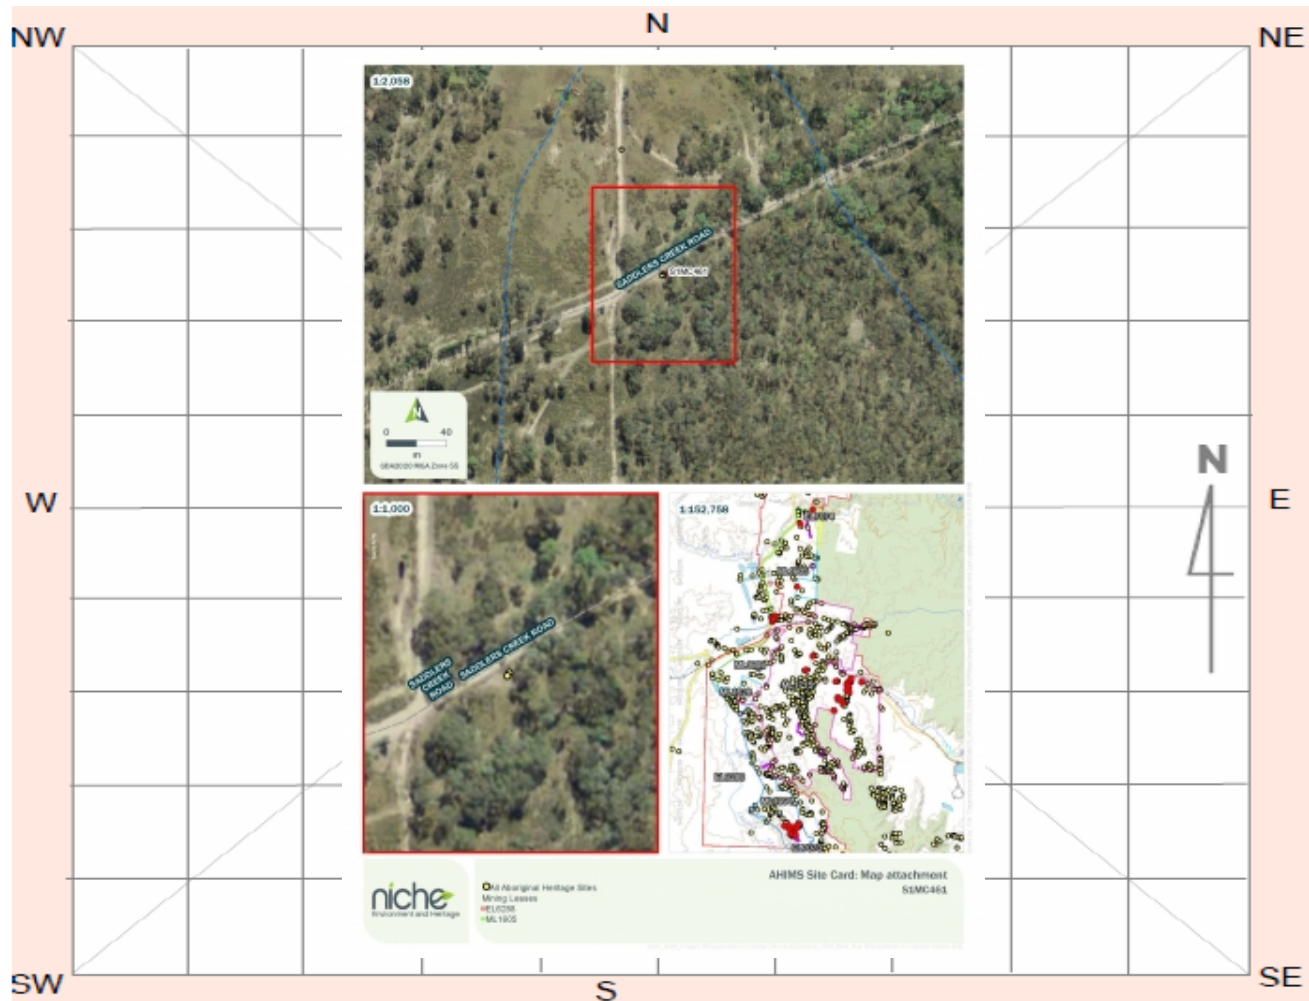 NW
N
NE
1:2,058
SADDLERS CREEK ROAD
S1MC461
N
0 40
m
GDA2020 MGA Zone 56
W
N
E
1:1,000
SADDLERS CREEK ROAD
SADDLERS
CREEK
ROAD
1:152,758
niche
Environment and Heritage
All Aboriginal Heritage Sites
Mining Leases
EL6288
ML1605
AHIMS Site Card: Map attachment
S1MC461
SW
S
SE